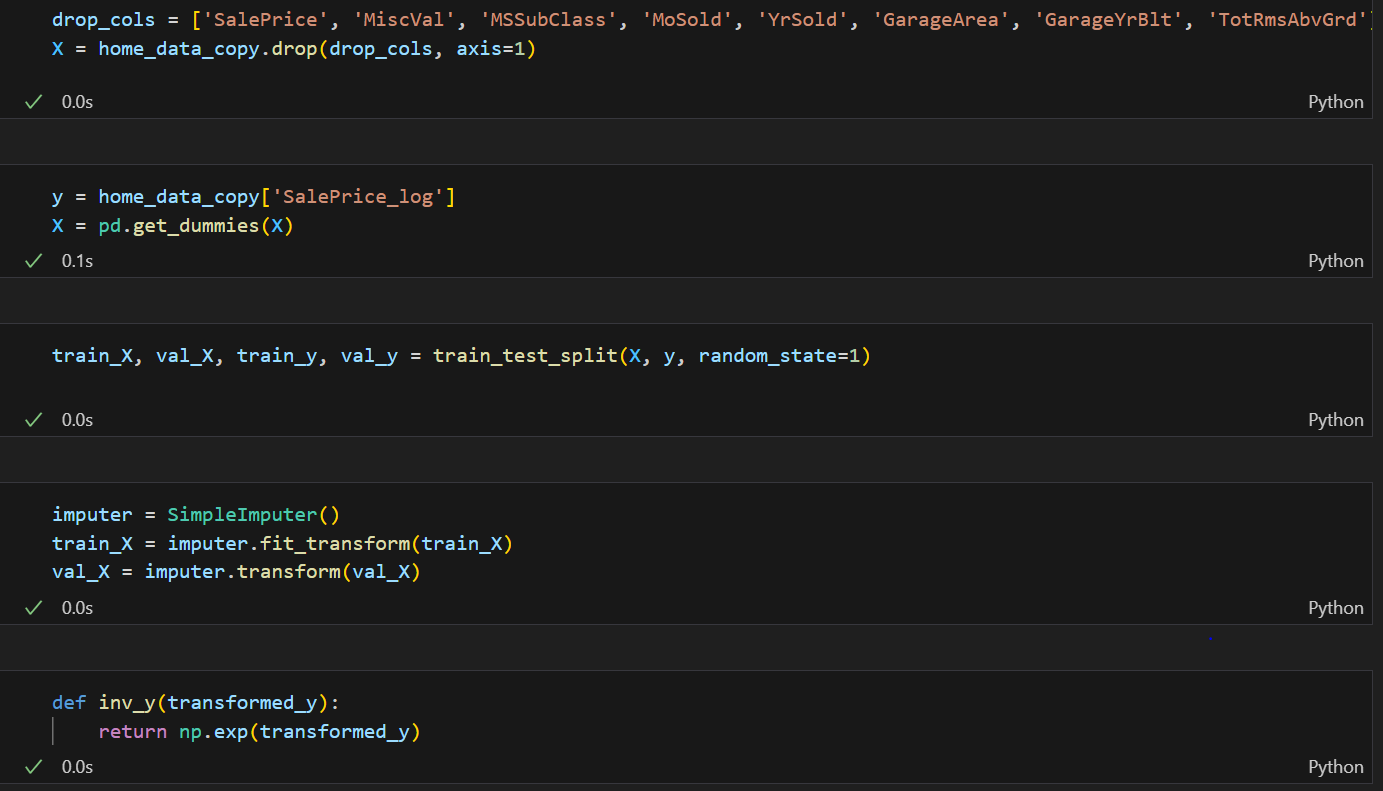 drop_cols = ['SalePrice', 'MiscVal', 'MSSubClass', 'MoSold', 'YrSold', 'GarageArea', 'GarageYrBlt', 'TotRmsAbvGrd']
X = home_data_copy.drop(drop_cols, axis=1)
0.0s Python
y = home_data_copy['SalePrice_log']
X = pd.get_dummies(X)
0.1s Python
train_X, val_X, train_y, val_y = train_test_split(X, y, random_state=1)
0.0s Python
imputer = SimpleImputer()
train_X = imputer.fit_transform(train_X)
val_X = imputer.transform(val_X)
0.0s Python
def inv_y(transformed_y):
    return np.exp(transformed_y)
0.0s Python